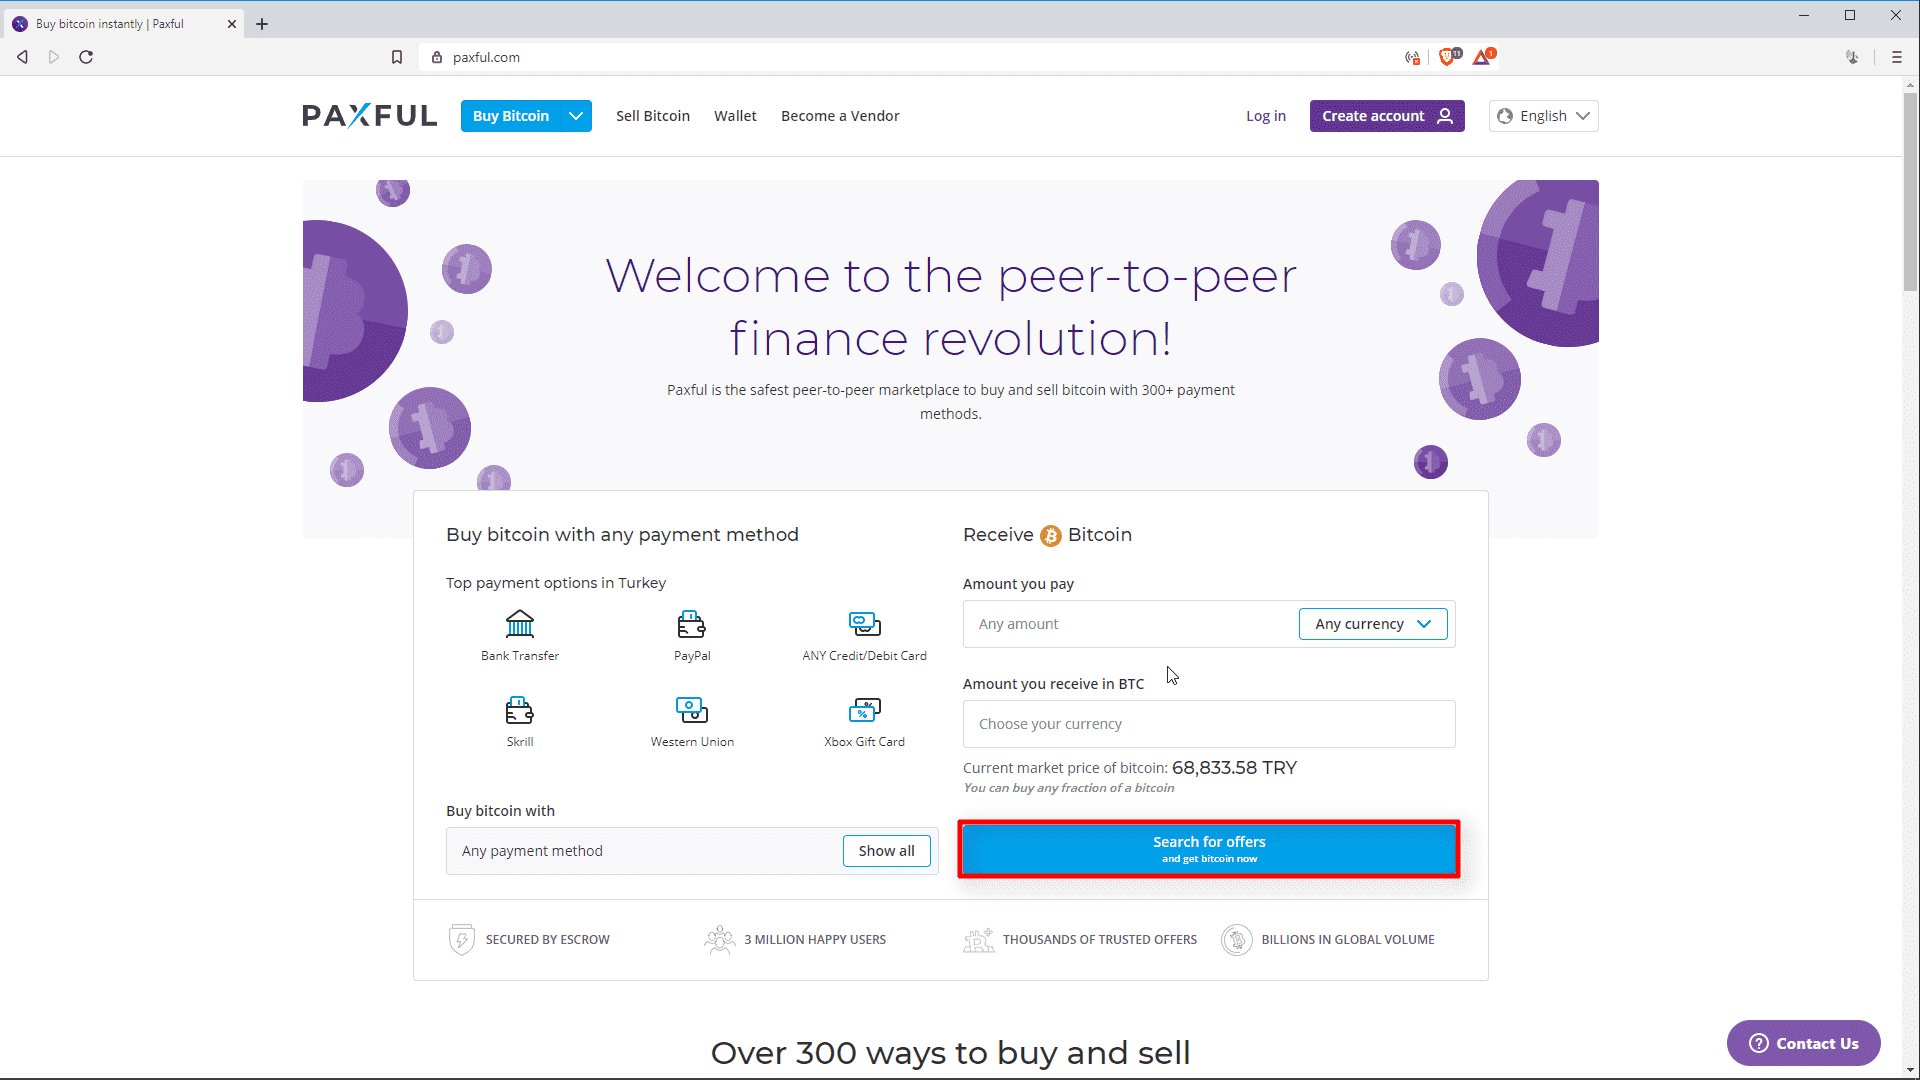 Buy bitcoin instantly | Paxful
paxful.com
11
1
PAXFUL
Buy Bitcoin
Sell Bitcoin
Wallet
Become a Vendor
Log in
Create account
English
Welcome to the peer-to-peer
finance revolution!
Paxful is the safest peer-to-peer marketplace to buy and sell bitcoin with 300+ payment
methods.
Buy bitcoin with any payment method
Top payment options in Turkey
Bank Transfer
PayPal
ANY Credit/Debit Card
Skrill
Western Union
Xbox Gift Card
Buy bitcoin with
Any payment method
Show all
Receive Bitcoin
Amount you pay
Any amount
Any currency
Amount you receive in BTC
Choose your currency
Current market price of bitcoin: 68,833.58 TRY
You can buy any fraction of a bitcoin
Search for offers
and get bitcoin now
SECURED BY ESCROW
3 MILLION HAPPY USERS
THOUSANDS OF TRUSTED OFFERS
BILLIONS IN GLOBAL VOLUME
Over 300 ways to buy and sell
Contact Us